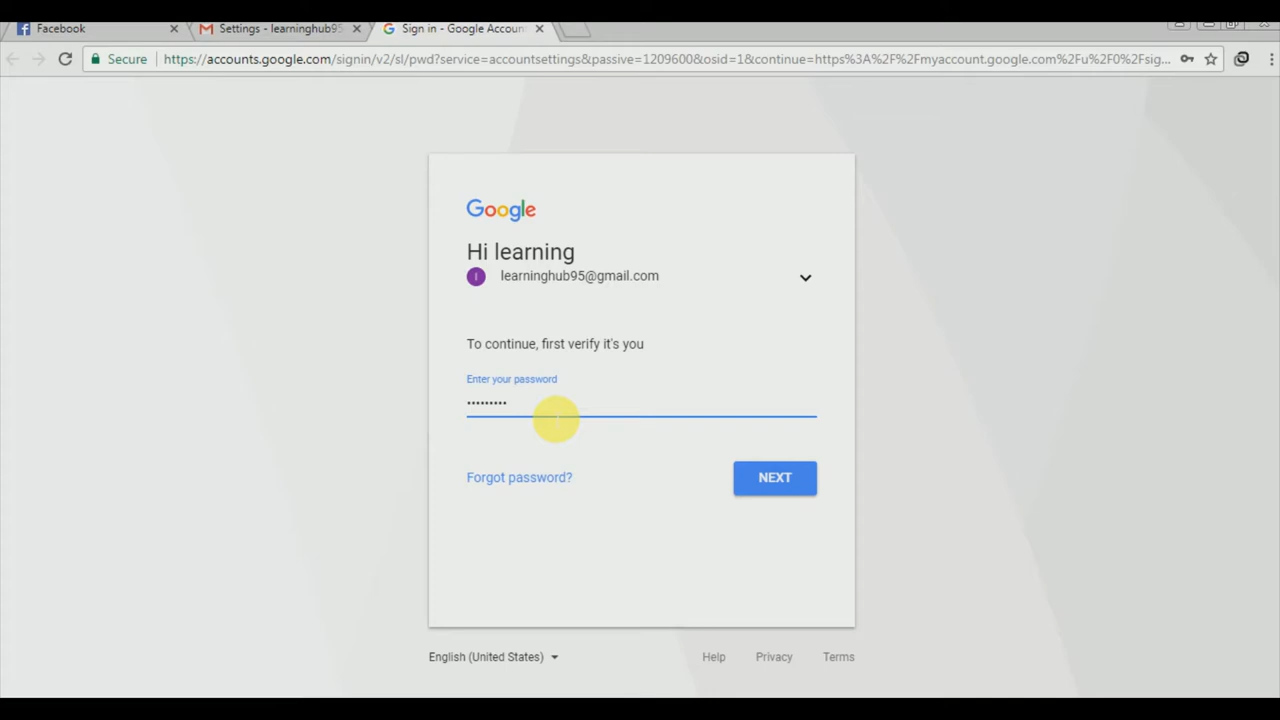 Facebook
Settings - learninghub95
Sign in - Google Accoun
Secure
https://accounts.google.com/signin/v2/sl/pwd?service=accountsettings&passive=1209600&osid=1&continue=https%3A%2F%2Fmyaccount.google.com%2Fu%2F0%2Fsig...
Google
Hi learning
l learninghub95@gmail.com
To continue, first verify it's you
Enter your password
•••••••••
Forgot password?
NEXT
English (United States)
Help
Privacy
Terms